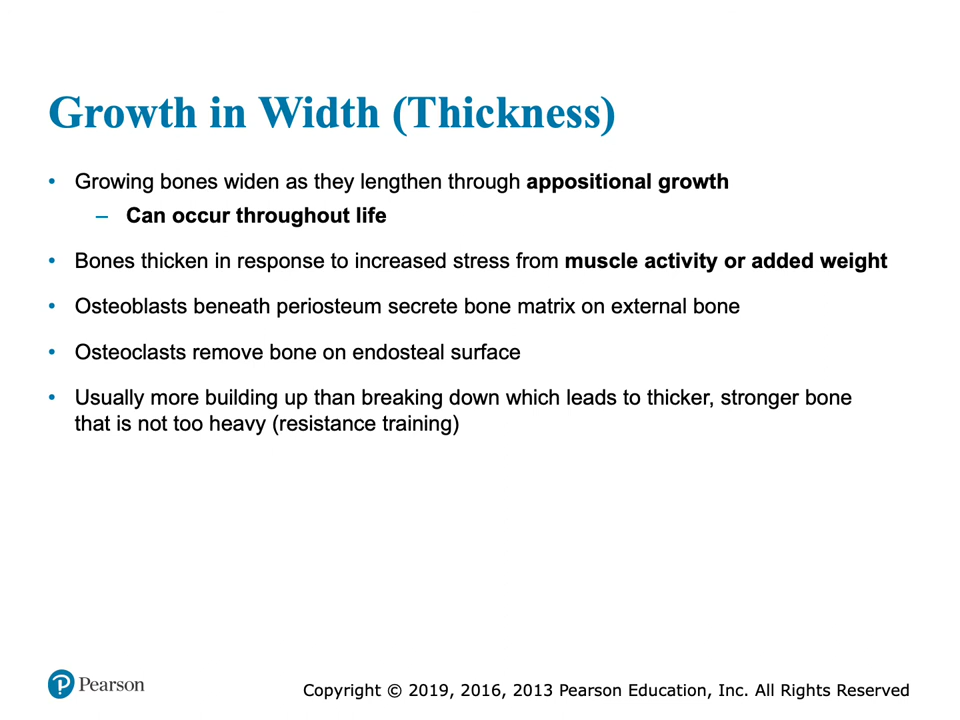 Growth in Width (Thickness)
• Growing bones widen as they lengthen through appositional growth
– Can occur throughout life
• Bones thicken in response to increased stress from muscle activity or added weight
• Osteoblasts beneath periosteum secrete bone matrix on external bone
• Osteoclasts remove bone on endosteal surface
• Usually more building up than breaking down which leads to thicker, stronger bone
that is not too heavy (resistance training)
Pearson
Copyright © 2019, 2016, 2013 Pearson Education, Inc. All Rights Reserved